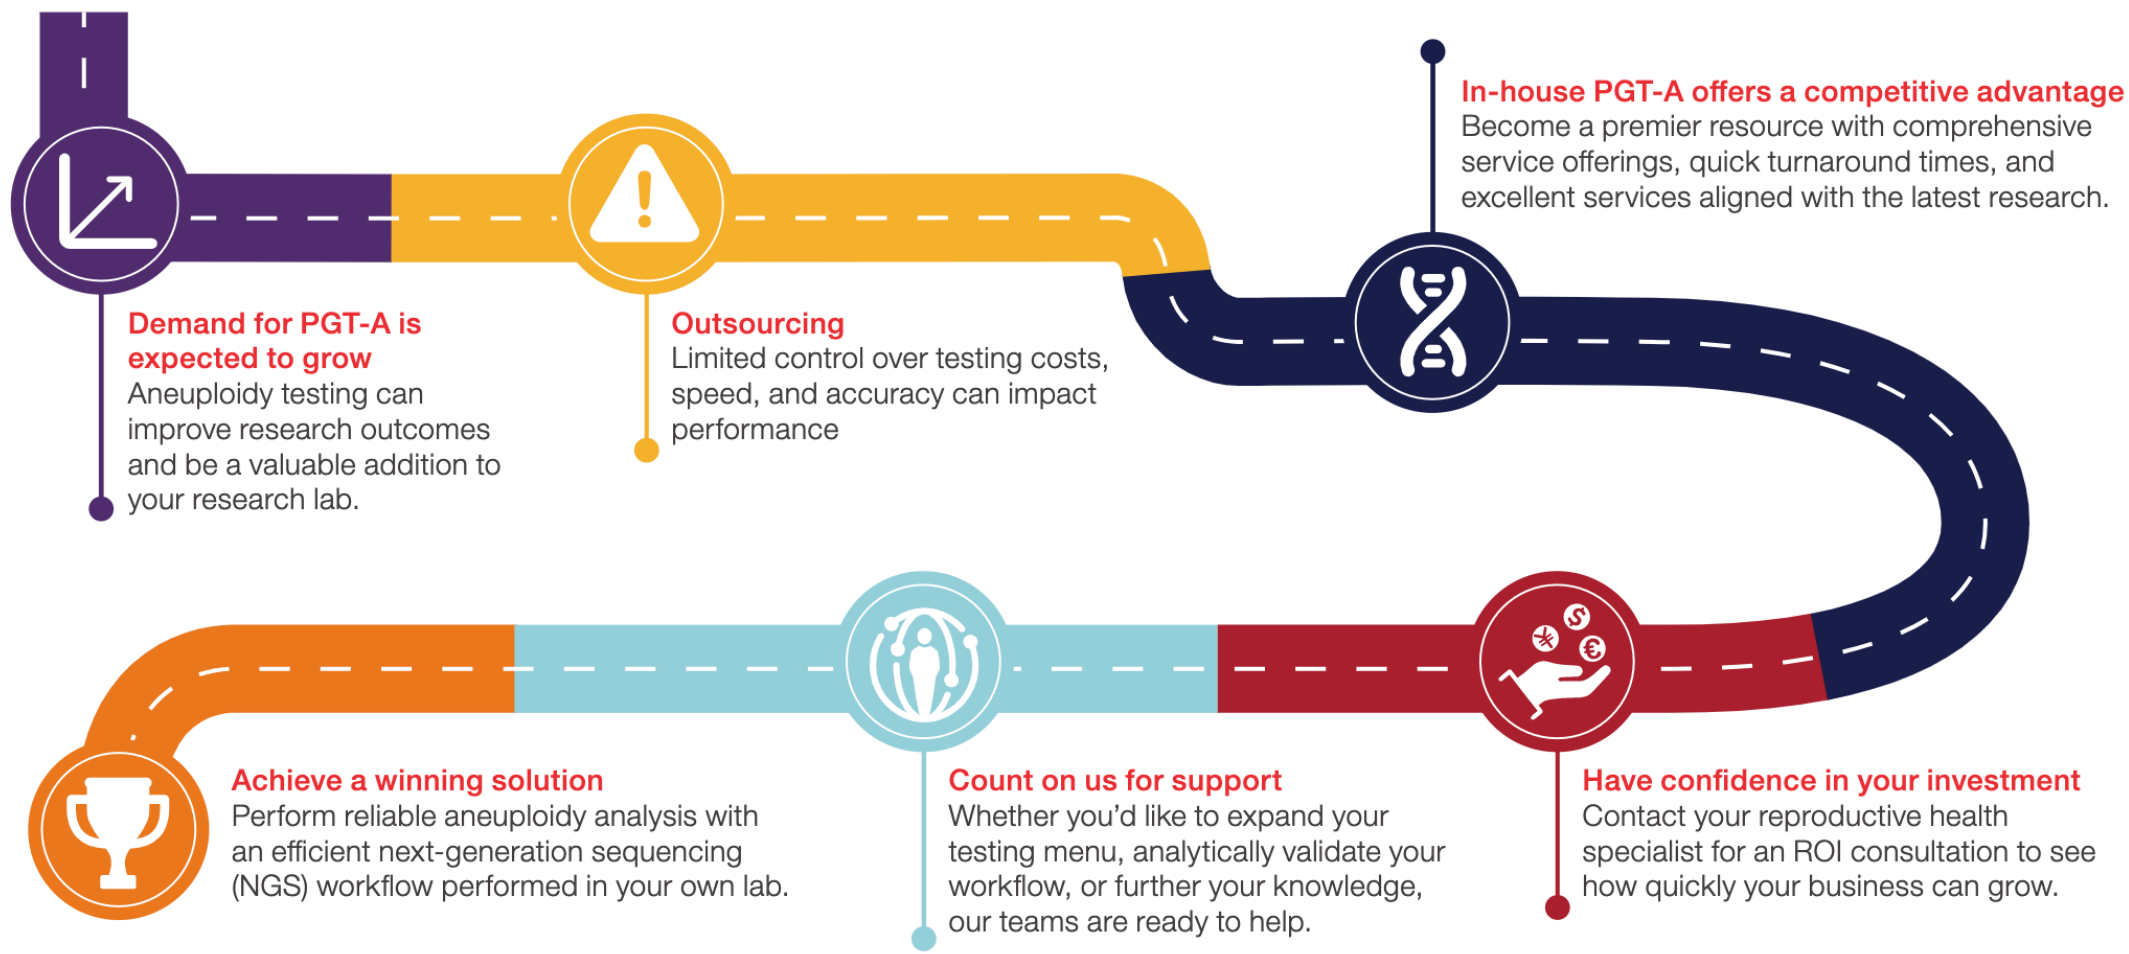 Demand for PGT-A is
expected to grow
Aneuploidy testing can
improve research outcomes
and be a valuable addition to
your research lab.
Outsourcing
Limited control over testing costs,
speed, and accuracy can impact
performance
In-house PGT-A offers a competitive advantage
Become a premier resource with comprehensive
service offerings, quick turnaround times, and
excellent services aligned with the latest research.
$
¥
€
Have confidence in your investment
Contact your reproductive health
specialist for an ROI consultation to see
how quickly your business can grow.
Count on us for support
Whether you’d like to expand your
testing menu, analytically validate your
workflow, or further your knowledge,
our teams are ready to help.
Achieve a winning solution
Perform reliable aneuploidy analysis with
an efficient next-generation sequencing
(NGS) workflow performed in your own lab.